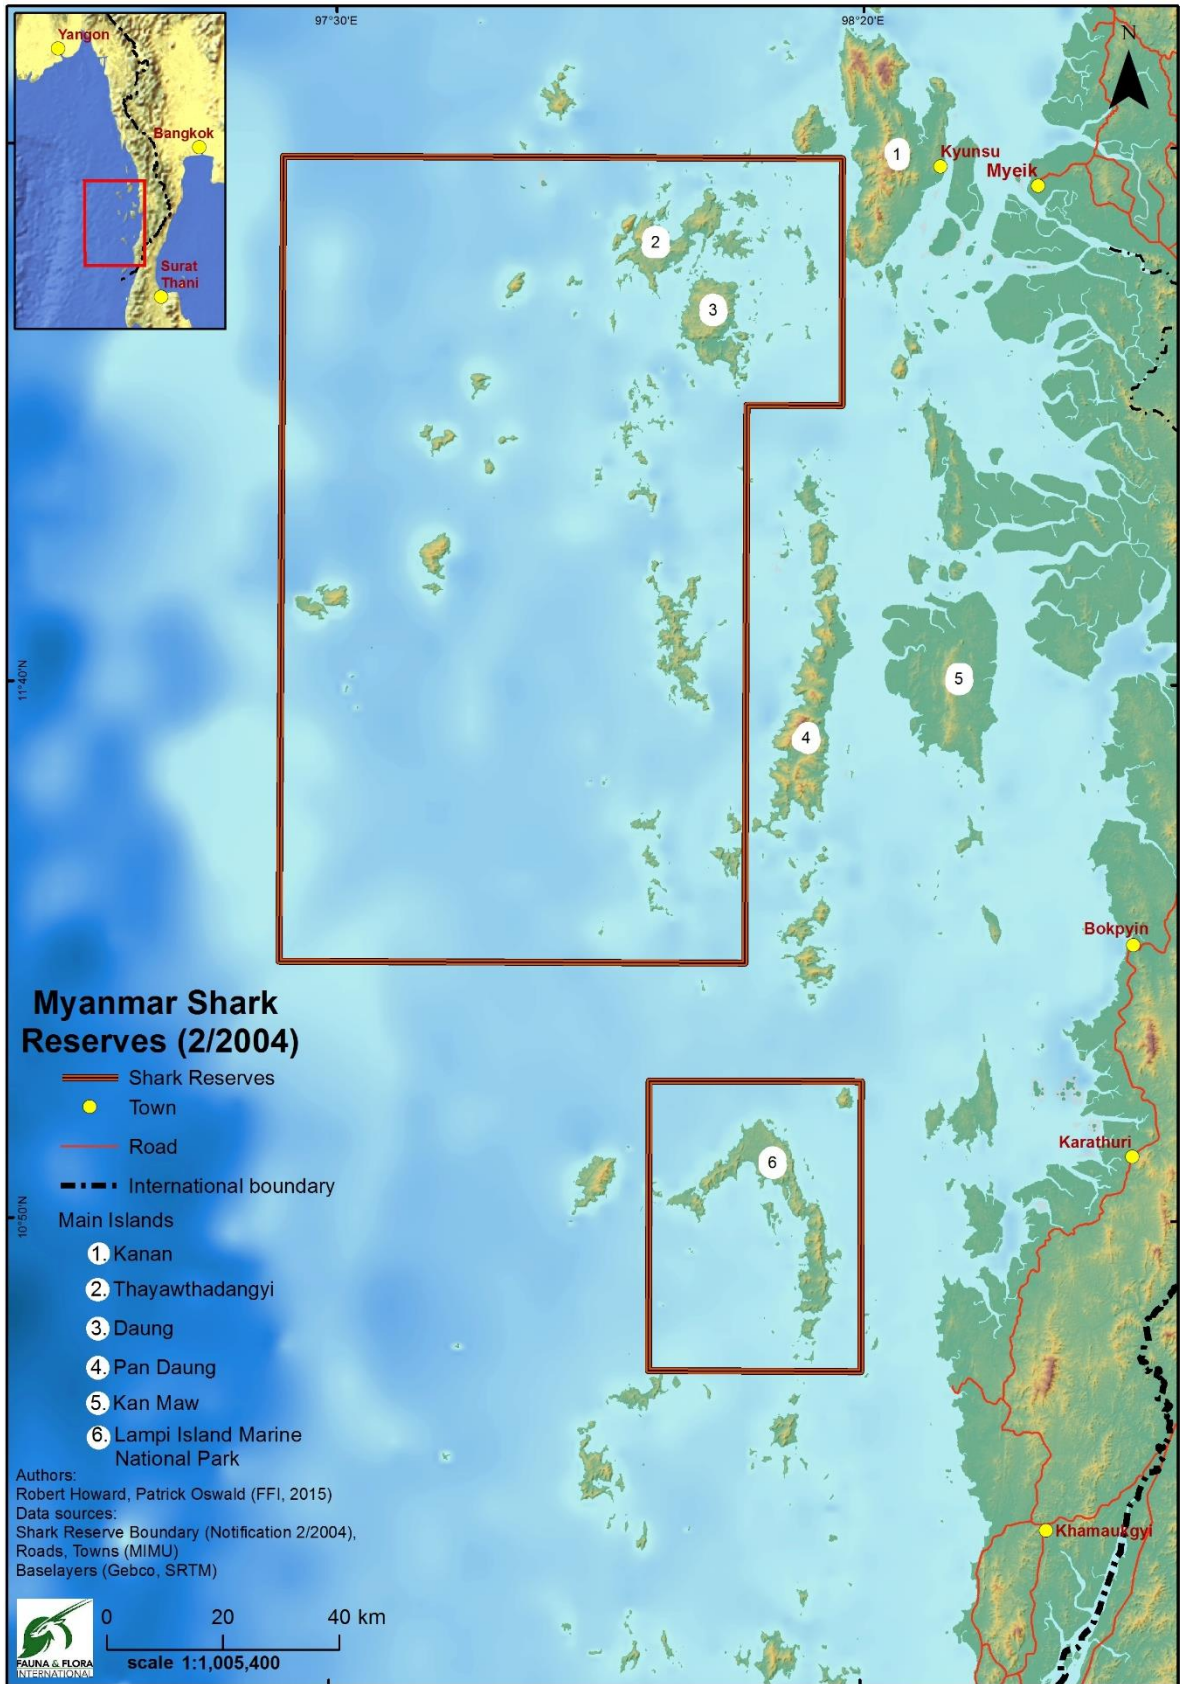 97°30'E
98°20'E
N
Yangon
Bangkok
Surat
Thani
1
Kyunsu
Myeik
2
3
11°40'N
5
4
Bokpyin
Myanmar Shark
Reserves (2/2004)
Shark Reserves
Town
Road
International boundary
Main Islands
1. Kanan
2. Thayawthadangyi
3. Daung
4. Pan Daung
5. Kan Maw
6. Lampi Island Marine
National Park
Karathuri
6
10°50'N
Khamaukgyi
Authors:
Robert Howard, Patrick Oswald (FFI, 2015)
Data sources:
Shark Reserve Boundary (Notification 2/2004),
Roads, Towns (MIMU)
Baselayers (Gebco, SRTM)
FAUNA & FLORA
INTERNATIONAL
0 20 40 km
scale 1:1,005,400